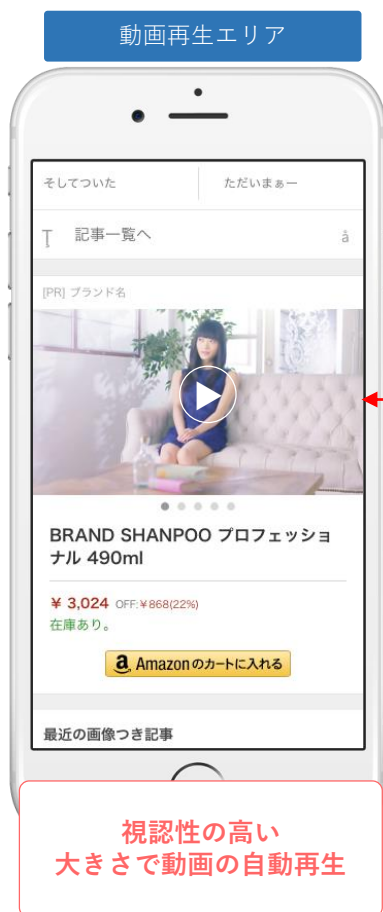 動画再生エリア
そしてついた
ただいまぁー
記事一覧へ
[PR] ブランド名
BRAND SHANPOO プロフェッショ
ナル 490ml
¥ 3,024 OFF:¥868(22%)
在庫あり。
a Amazonのカートに入れる
最近の画像つき記事
視認性の高い
大きさで動画の自動再生